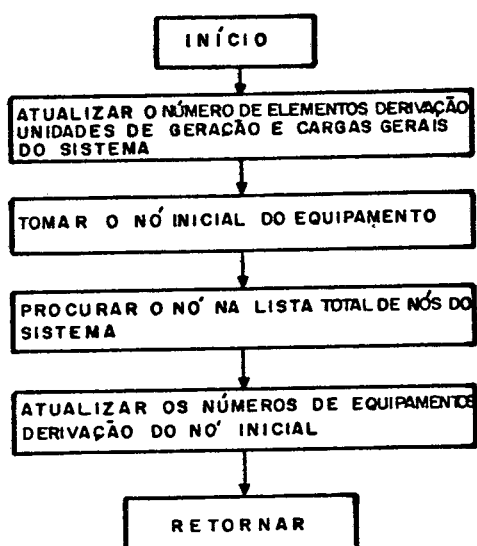 INÍCIO
ATUALIZAR O NÚMERO DE ELEMENTOS DERIVAÇÃO
UNIDADES DE GERAÇÃO E CARGAS GERAIS
DO SISTEMA
TOMAR O NÓ INICIAL DO EQUIPAMENTO
PROCURAR O NÓ NA LISTA TOTAL DE NÓS DO
SISTEMA
ATUALIZAR OS NÚMEROS DE EQUIPAMENTOS
DERIVAÇÃO DO NÓ INICIAL
RETORNAR